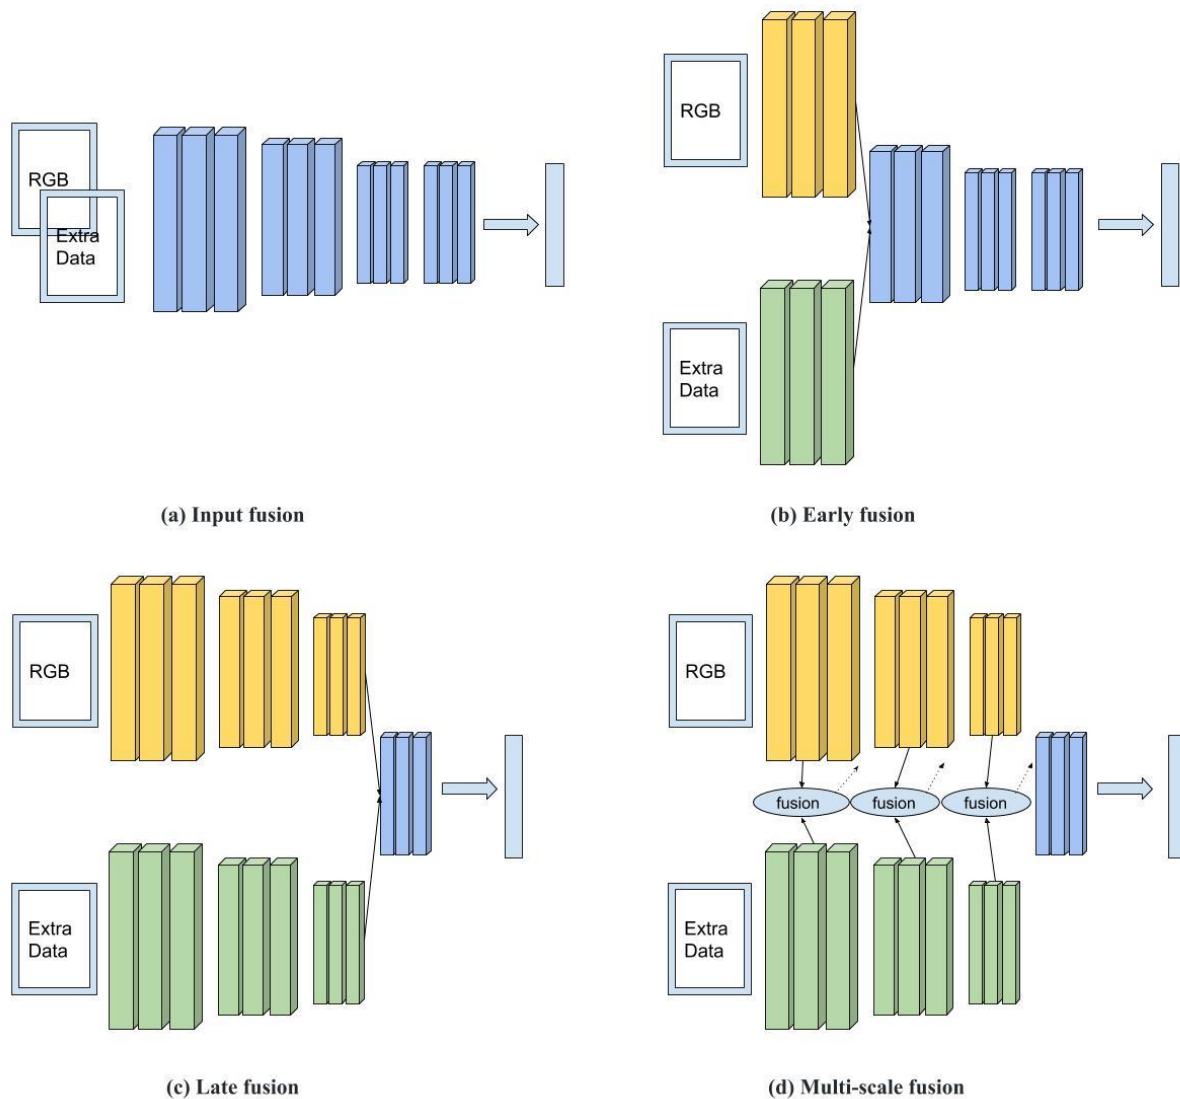 RGB
Extra
Data
(a) Input fusion
RGB
Extra
Data
(b) Early fusion
RGB
Extra
Data
(c) Late fusion
RGB
fusion fusion fusion
Extra
Data
(d) Multi-scale fusion